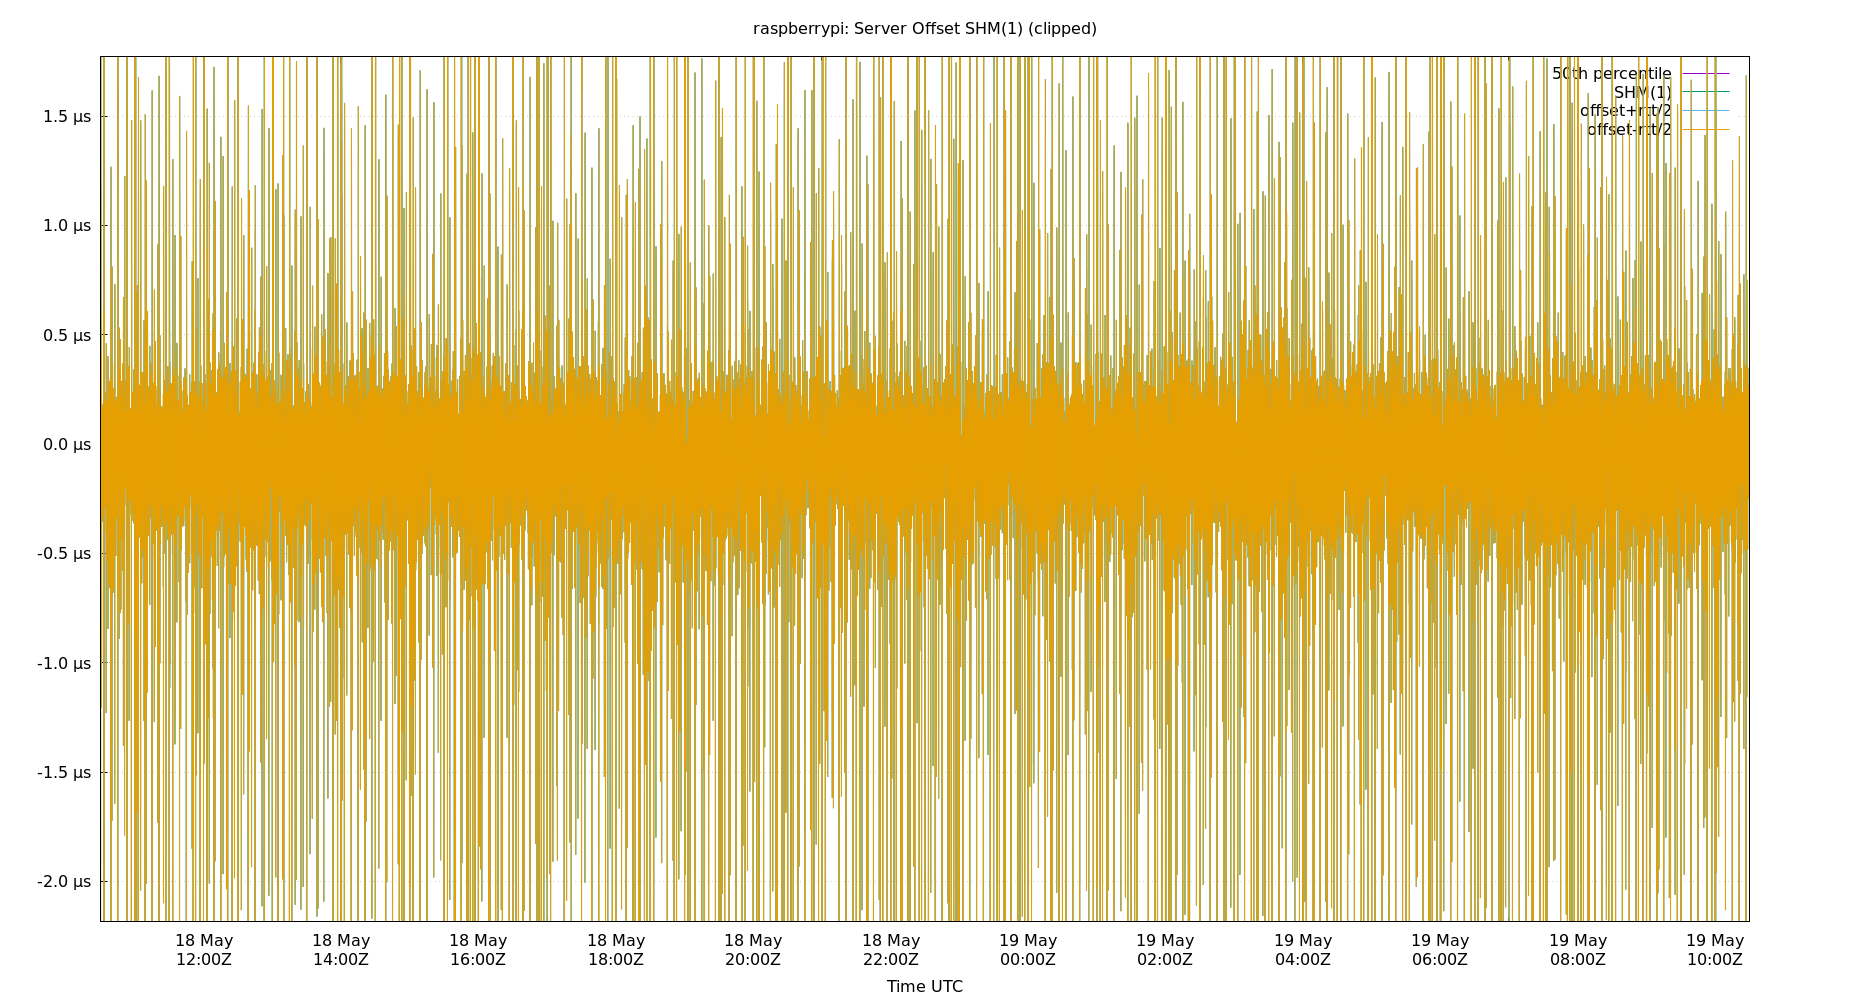 raspberrypi: Server Offset SHM(1) (clipped)
50th percentile
SHM(1)
offset+rtt/2
offset-rtt/2
1.5 µs
1.0 µs
0.5 µs
0.0 µs
-0.5 µs
-1.0 µs
-1.5 µs
-2.0 µs
18 May 18 May 18 May 18 May 18 May 18 May 19 May 19 May 19 May 19 May 19 May 19 May
12:00Z 14:00Z 16:00Z 18:00Z 20:00Z 22:00Z 00:00Z 02:00Z 04:00Z 06:00Z 08:00Z 10:00Z
Time UTC